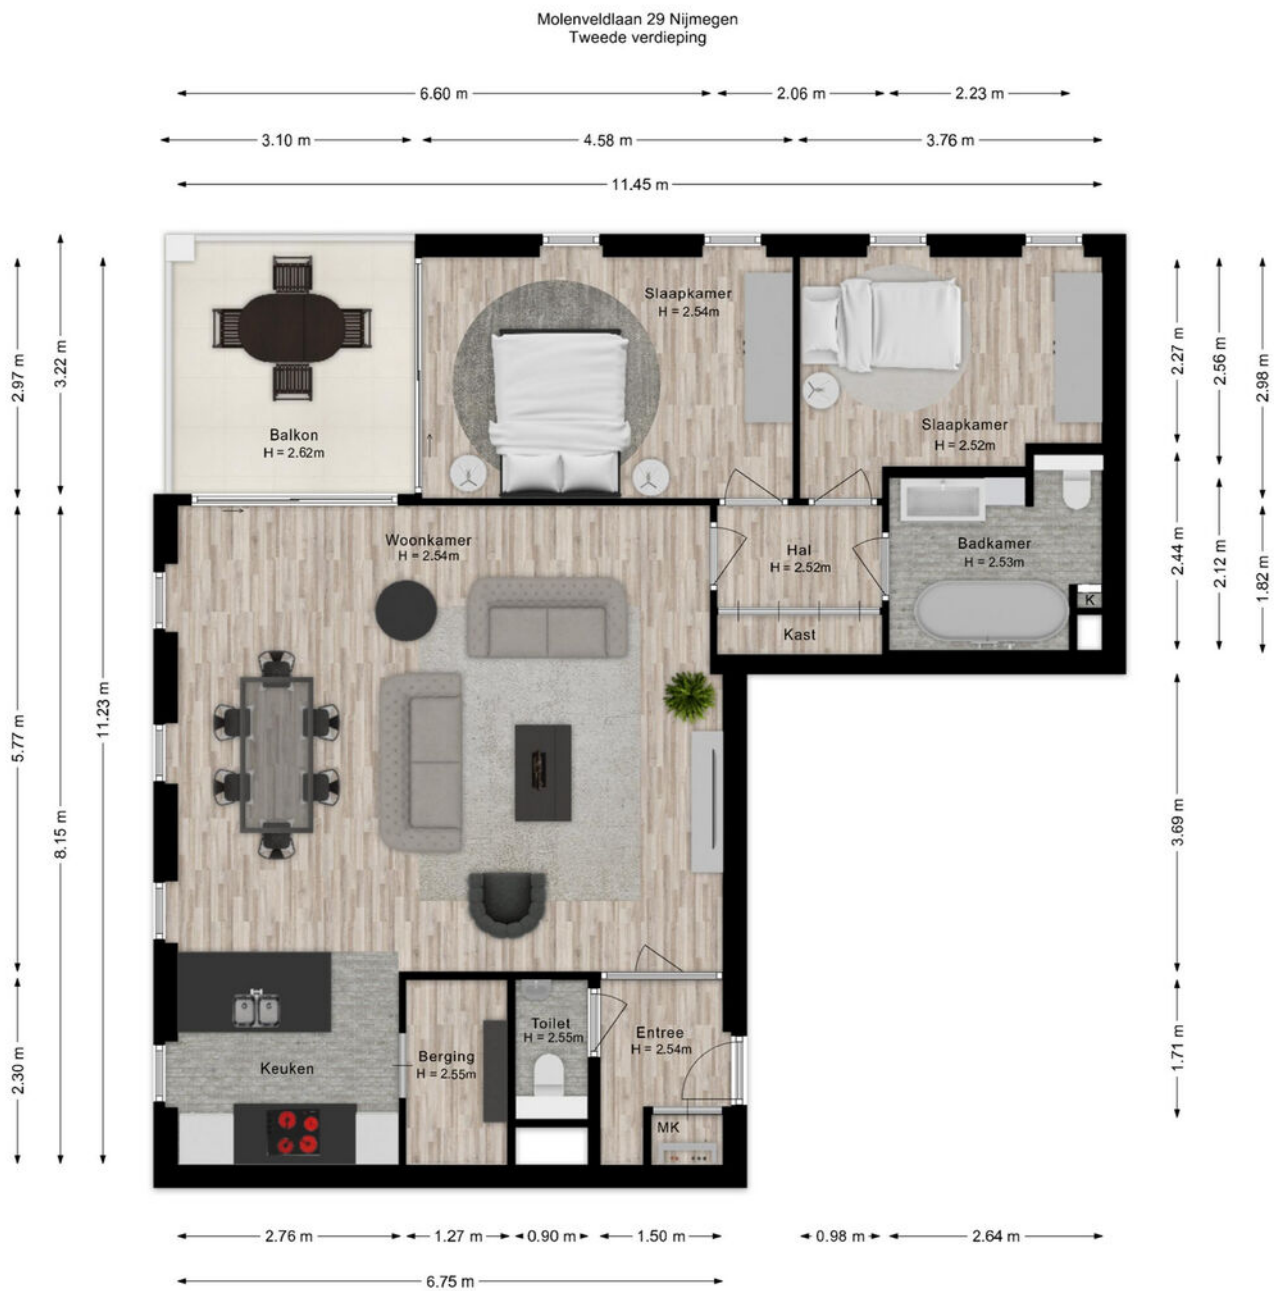 Molenveldlaan 29 Nijmegen
Tweede verdieping
6.60 m
2.06 m
2.23 m
3.10 m
4.58 m
3.76 m
11.45 m
2.97 m
3.22 m
11.23 m
5.77 m
8.15 m
2.30 m
2.27 m
2.56 m
2.98 m
2.44 m
2.12 m
1.82 m
3.69 m
1.71 m
Slaapkamer
H = 2.54m
Slaapkamer
H = 2.52m
Balkon
H = 2.62m
Woonkamer
H = 2.54m
Hal
H = 2.52m
Badkamer
H = 2.53m
K
Kast
Toilet
H = 2.55m
Entree
H = 2.54m
Berging
H = 2.55m
Keuken
MK
2.76 m
1.27 m
0.90 m
1.50 m
0.98 m
2.64 m
6.75 m